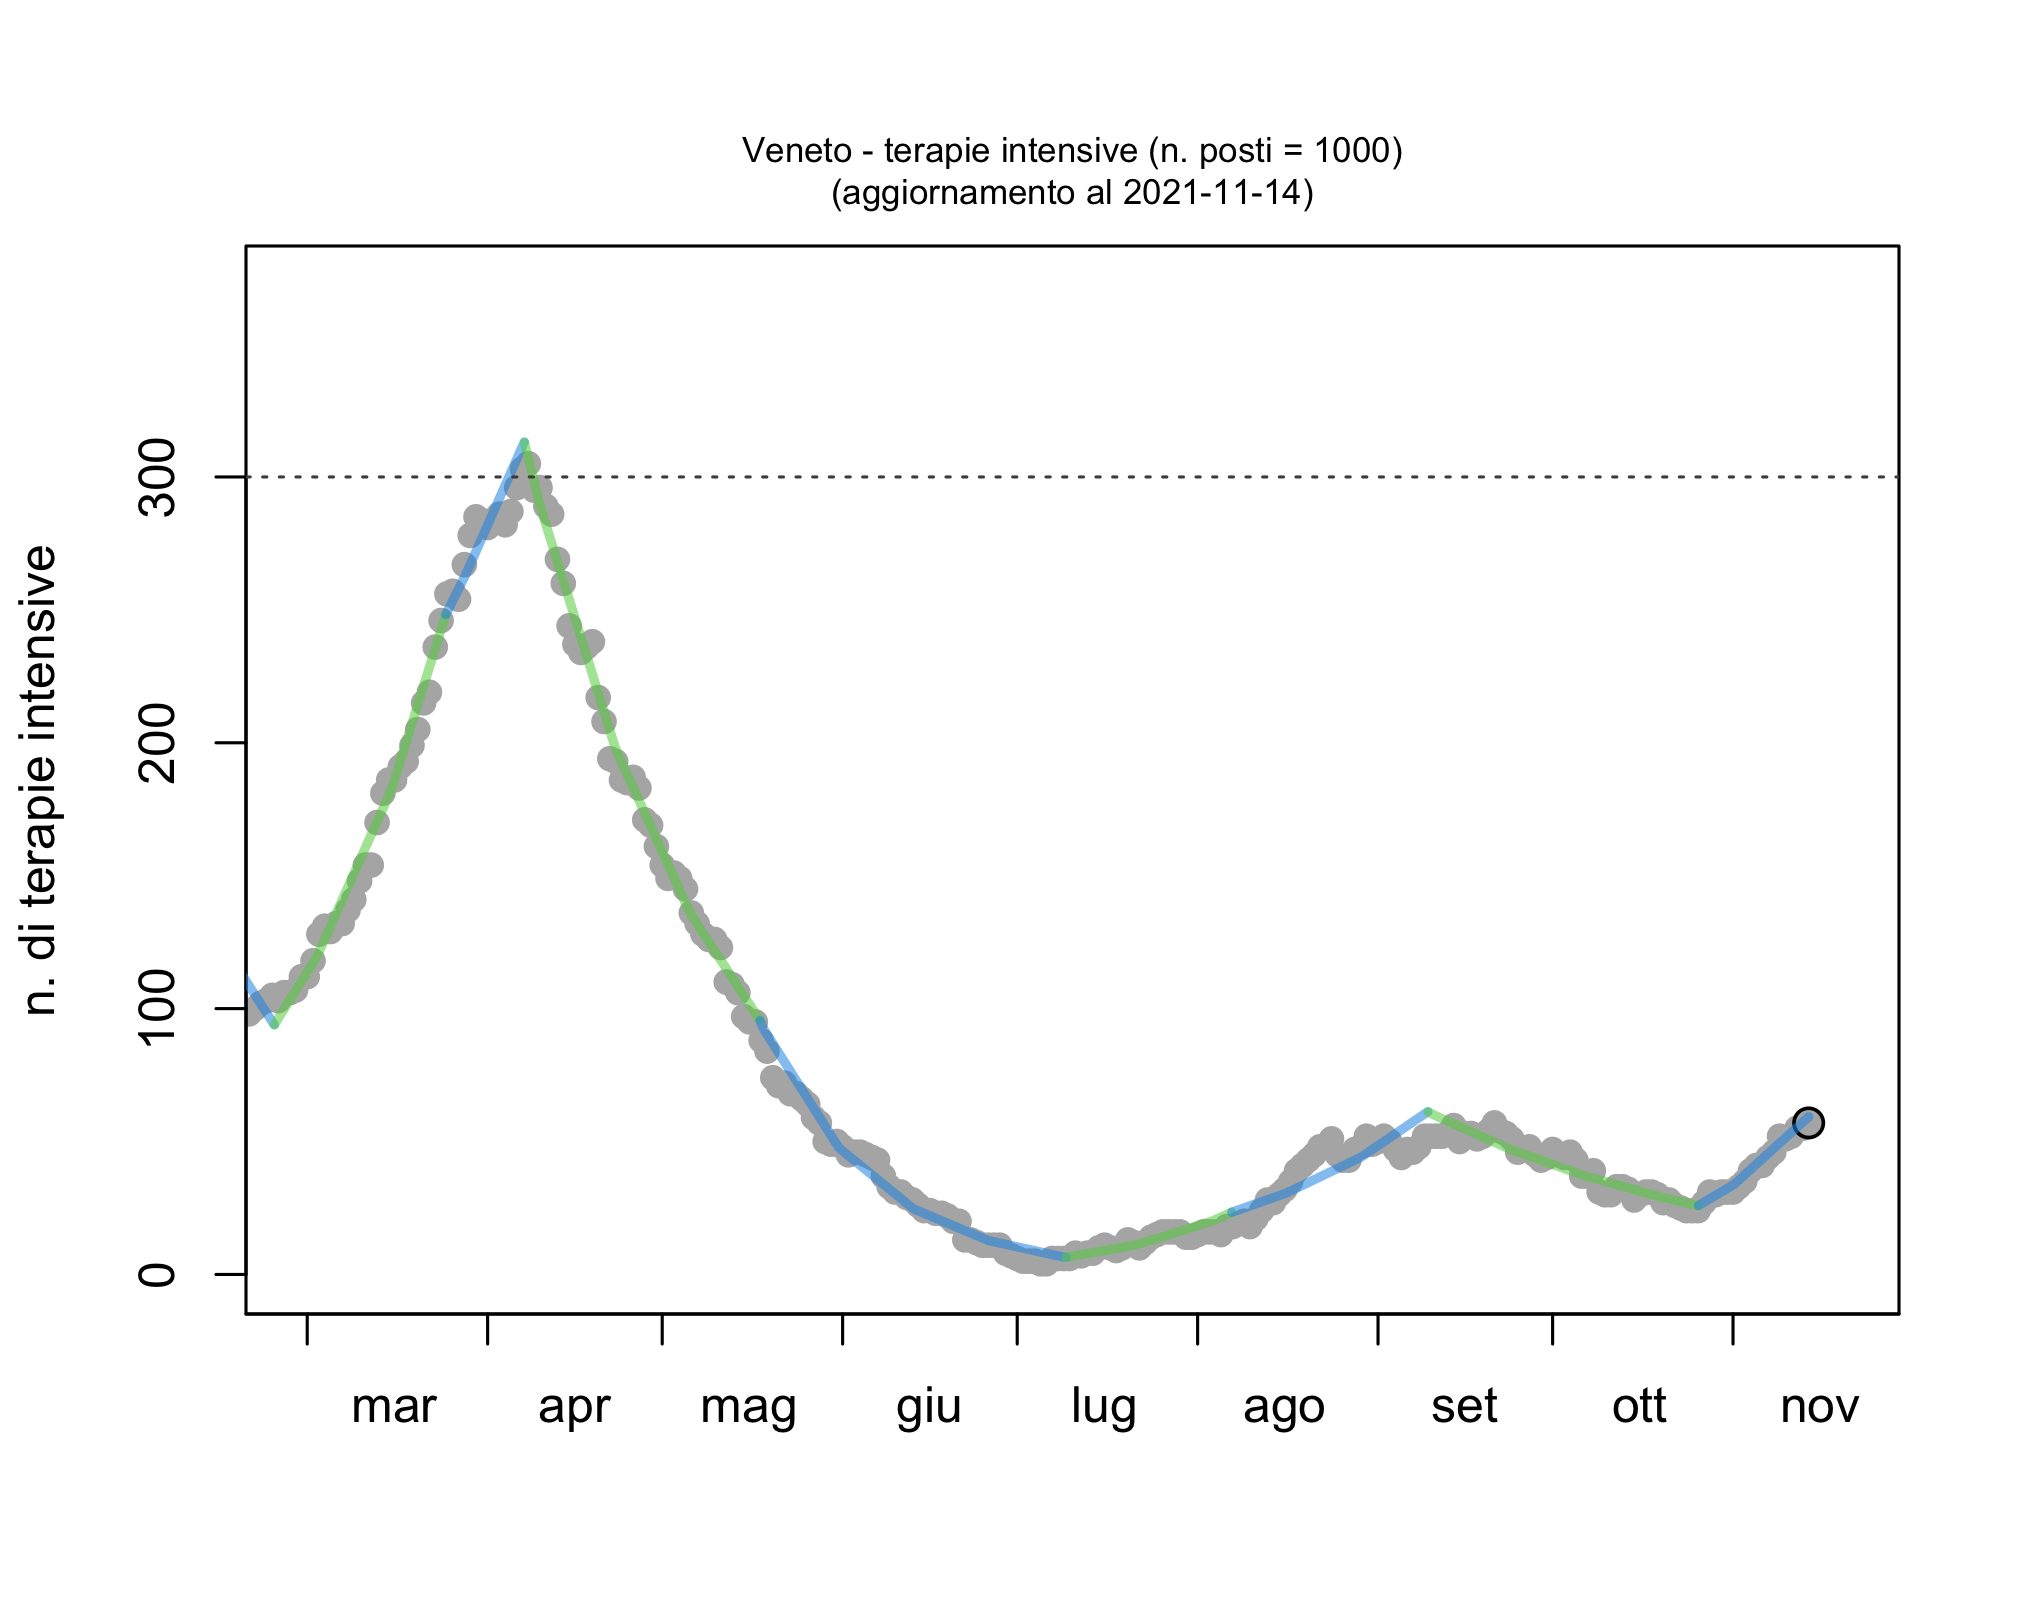 Veneto - terapie intensive (n. posti = 1000)
(aggiornamento al 2021-11-14)
n. di terapie intensive
300
200
100
0
mar apr mag giu lug ago set ott nov